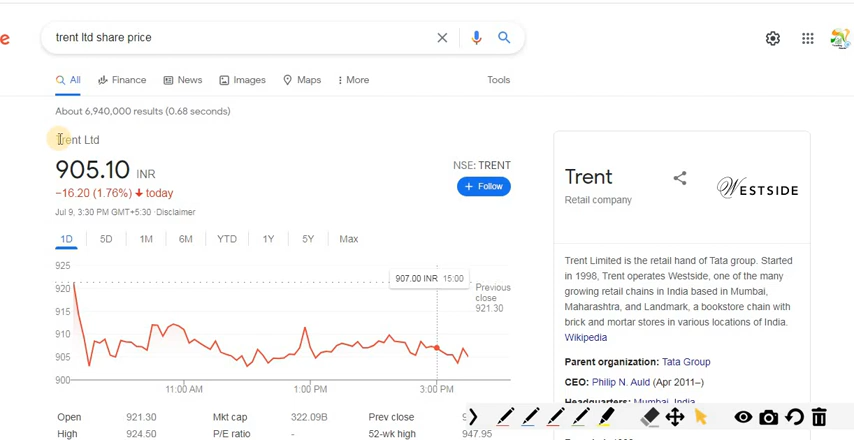 trent ltd share price
All
Finance
News
Images
Maps
More
Tools
About 6,940,000 results (0.68 seconds)
Trent Ltd
905.10 INR
−16.20 (1.76%) today
Jul 9, 3:30 PM GMT+5:30 · Disclaimer
NSE: TRENT
+ Follow
1D 5D 1M 6M YTD 1Y 5Y Max
925
920
915
910
905
900
907.00 INR 15:00
Previous
close
921.30
11:00 AM 1:00 PM 3:00 PM
Open 921.30 Mkt cap 322.09B Prev close
High 924.50 P/E ratio - 52-wk high 947.95
Trent
Retail company
WESTSIDE
Trent Limited is the retail hand of Tata group. Started
in 1998, Trent operates Westside, one of the many
growing retail chains in India based in Mumbai,
Maharashtra, and Landmark, a bookstore chain with
brick and mortar stores in various locations of India.
Wikipedia
Parent organization: Tata Group
CEO: Philip N. Auld (Apr 2011–)
Headquarters: Mumbai, India